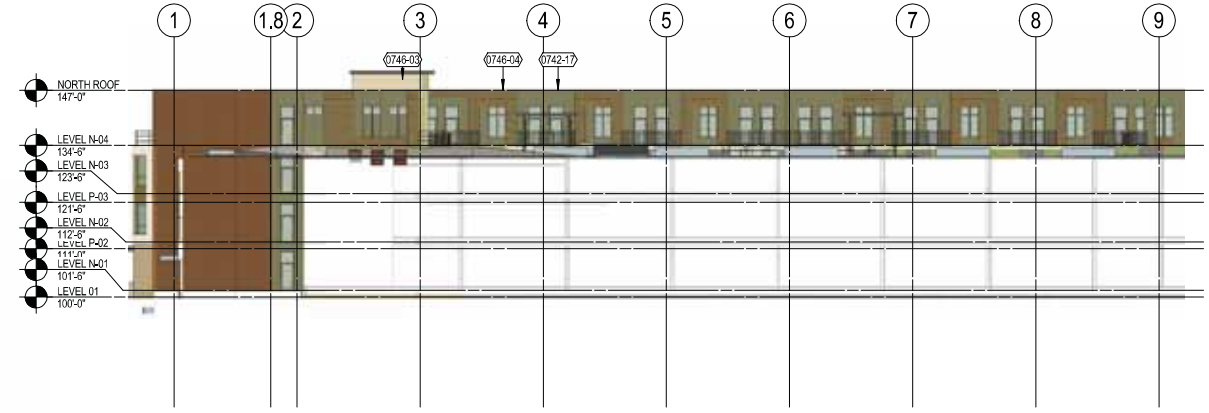 1 1.8 2 3 4 5 6 7 8 9
0746-03 0746-04 0742-17
NORTH ROOF
147'-0"
LEVEL N-04
134'-6"
LEVEL N-03
123'-6"
LEVEL P-03
121'-6"
LEVEL N-02
112'-6"
LEVEL P-02
111'-0"
LEVEL N-01
101'-6"
LEVEL 01
100'-0"